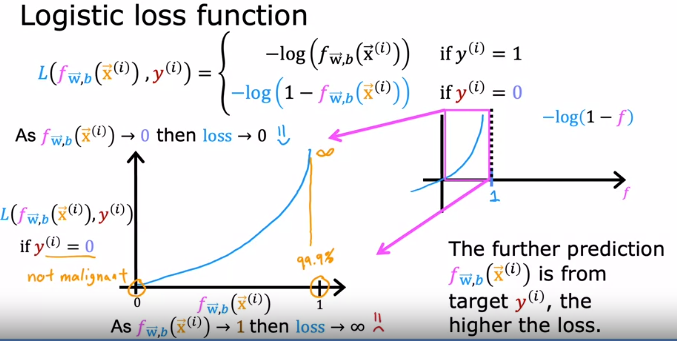 Logistic loss function
L(f_w⃗,b(x⃗^(i)), y^(i)) = { -log(f_w⃗,b(x⃗^(i))) if y^(i) = 1
-log(1 - f_w⃗,b(x⃗^(i))) if y^(i) = 0
As f_w⃗,b(x⃗^(i)) → 0 then loss → 0
-log(1 - f)
∞
L(f_w⃗,b(x⃗^(i)), y^(i))
if y^(i) = 0
not malignant
99.9%
1
f
0
f_w⃗,b(x⃗^(i))
1
As f_w⃗,b(x⃗^(i)) → 1 then loss → ∞
The further prediction
f_w⃗,b(x⃗^(i)) is from
target y^(i), the
higher the loss.